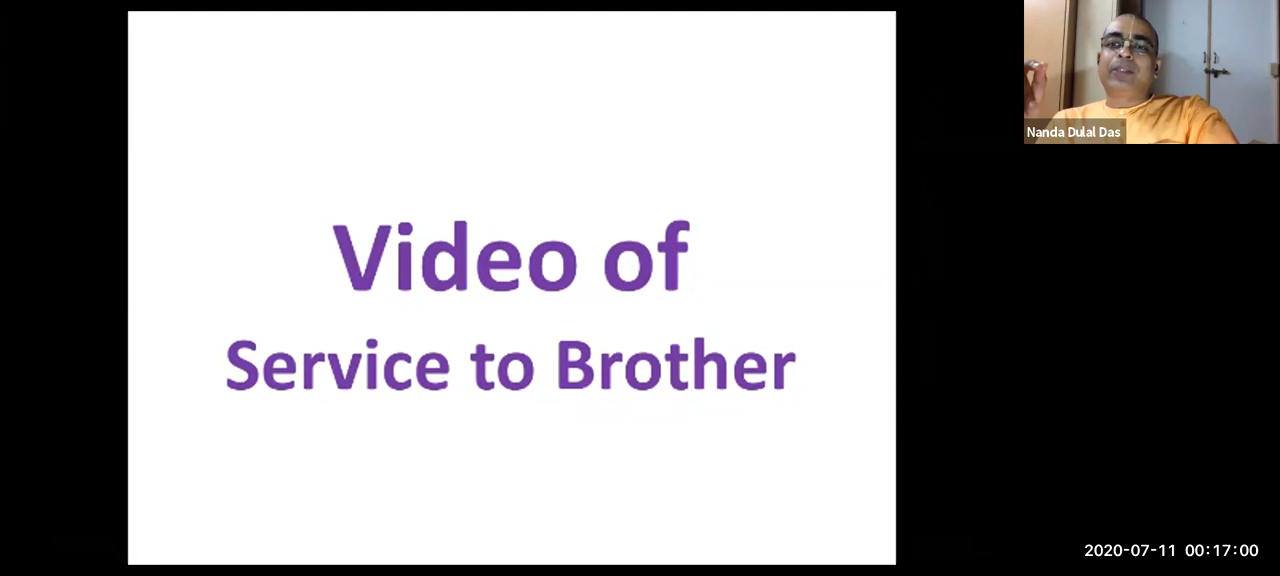 Video of
Service to Brother
Nanda Dulal Das
2020-07-11 00:17:00